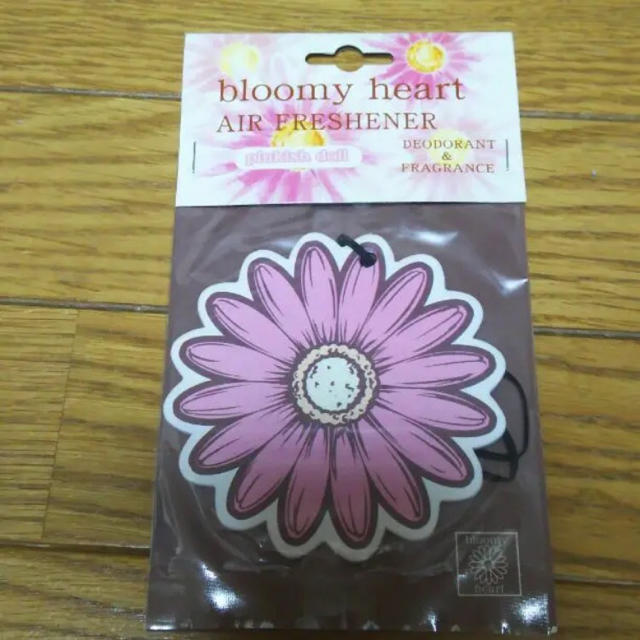 bloomy heart
AIR FRESHENER
pinkish doll
DEODORANT
&
FRAGRANCE
bloomy
heart